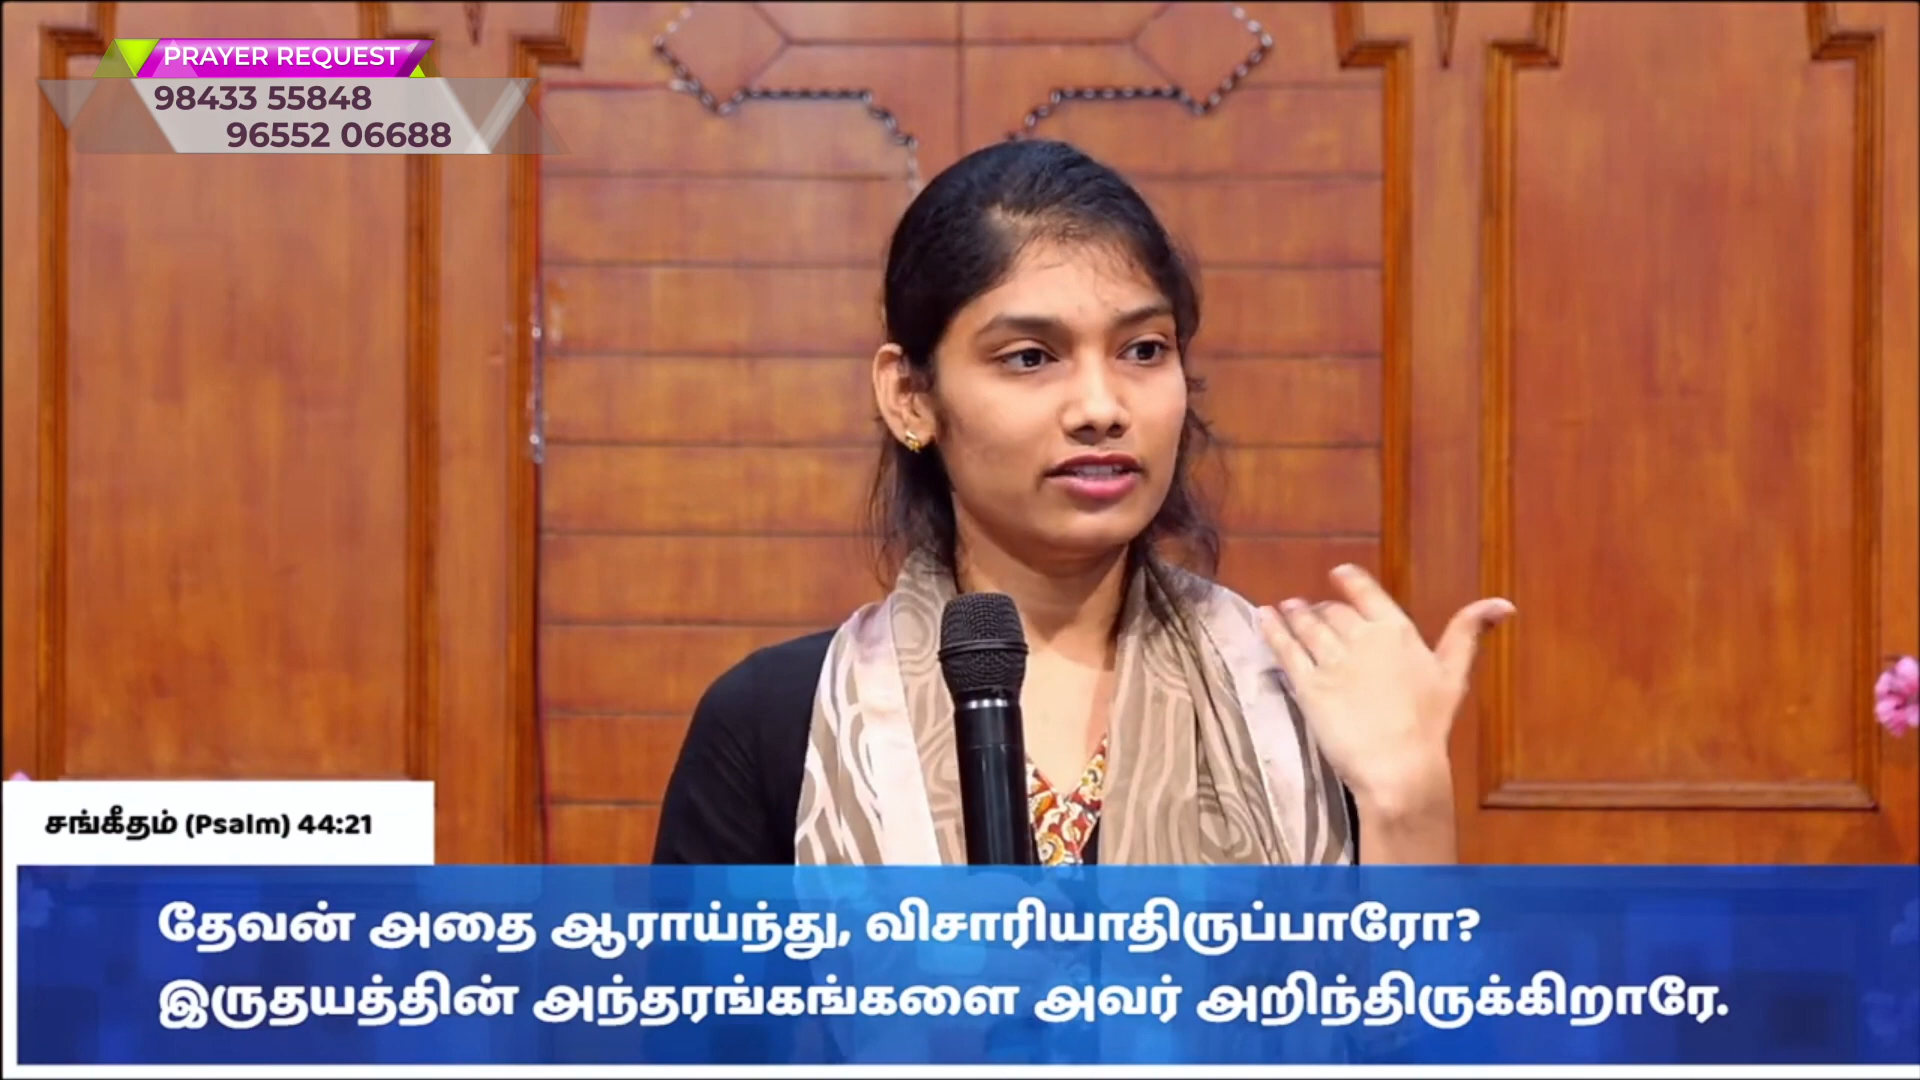 PRAYER REQUEST
98433 55848
96552 06688
சங்கீதம் (Psalm) 44:21
தேவன் அதை ஆராய்ந்து, விசாரியாதிருப்பாரோ?
இருதயத்தின் அந்தரங்கங்களை அவர் அறிந்திருக்கிறாரே.